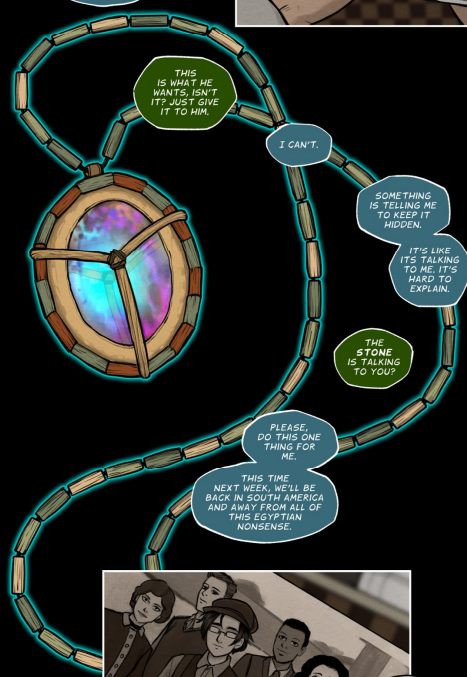 THIS
IS WHAT HE
WANTS, ISN'T
IT? JUST GIVE
IT TO HIM.
I CAN'T.
SOMETHING
IS TELLING ME
TO KEEP IT
HIDDEN.
IT'S LIKE
ITS TALKING
TO ME. IT'S
HARD TO
EXPLAIN.
THE
STONE
IS TALKING
TO YOU?
PLEASE,
DO THIS ONE
THING FOR
ME.
THIS TIME
NEXT WEEK, WE'LL BE
BACK IN SOUTH AMERICA
AND AWAY FROM ALL OF
THIS EGYPTIAN
NONSENSE.